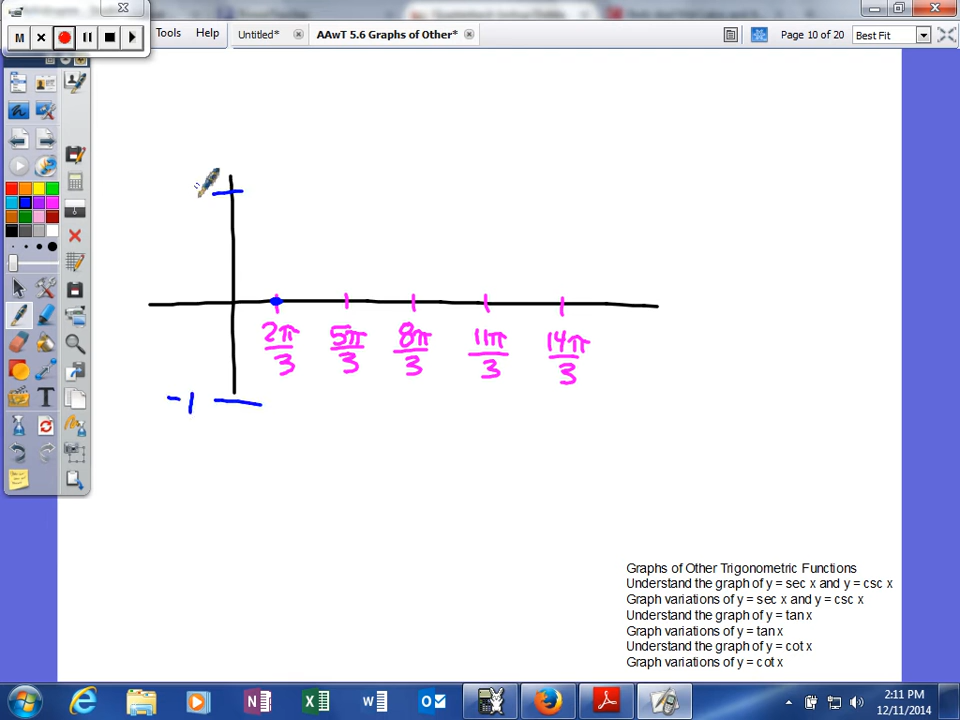 M
Tools Help
Untitled*
AAwT 5.6 Graphs of Other*
Page 10 of 20
Best Fit
2π/3
5π/3
8π/3
11π/3
14π/3
-1
Graphs of Other Trigonometric Functions
Understand the graph of y = sec x and y = csc x
Graph variations of y = sec x and y = csc x
Understand the graph of y = tan x
Graph variations of y = tan x
Understand the graph of y = cot x
Graph variations of y = cot x
2:11 PM
12/11/2014